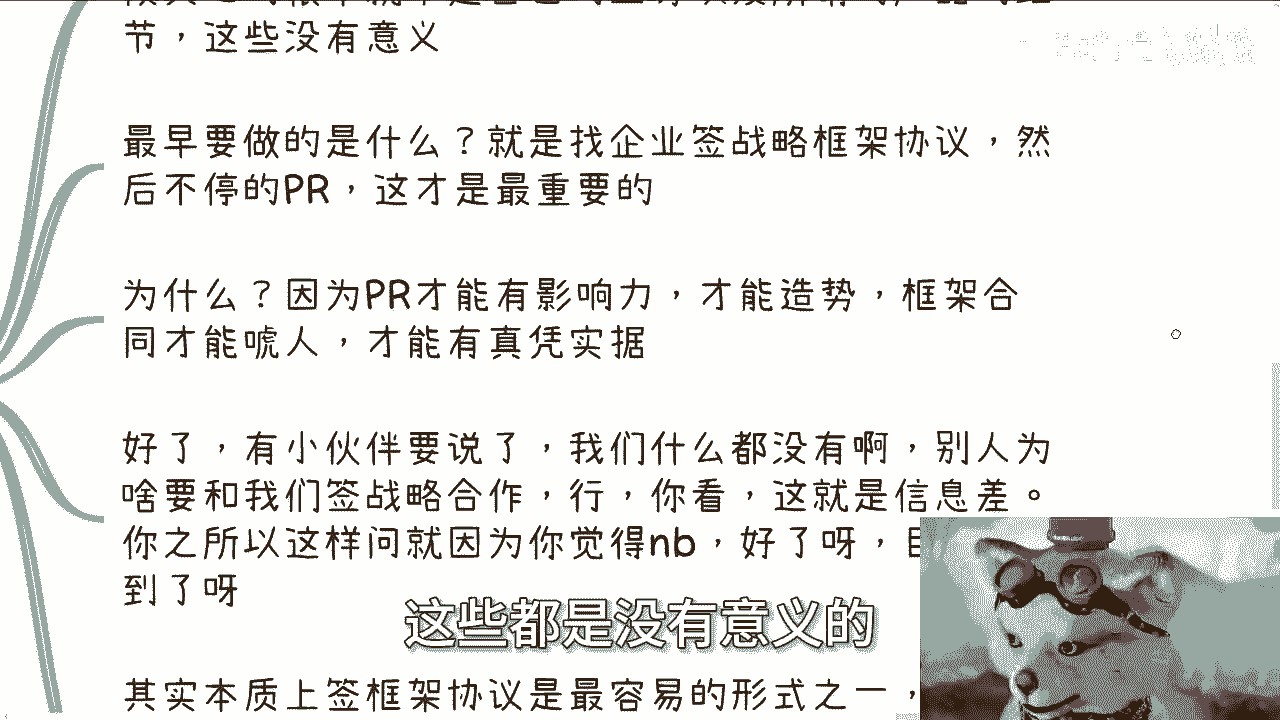 节，这些没有意义
最早要做的是什么？就是找企业签战略框架协议，然
后不停的PR，这才是最重要的
为什么？因为PR才能有影响力，才能造势，框架合
同才能唬人，才能有真凭实据
好了，有小伙伴要说了，我们什么都没有啊，别人为
啥要和我们签战略合作，行，你看，这就是信息差。
你之所以这样问就因为你觉得nb，好了呀，
到了呀
这些都是没有意义的
其实本质上签框架协议是最容易的形式之一，